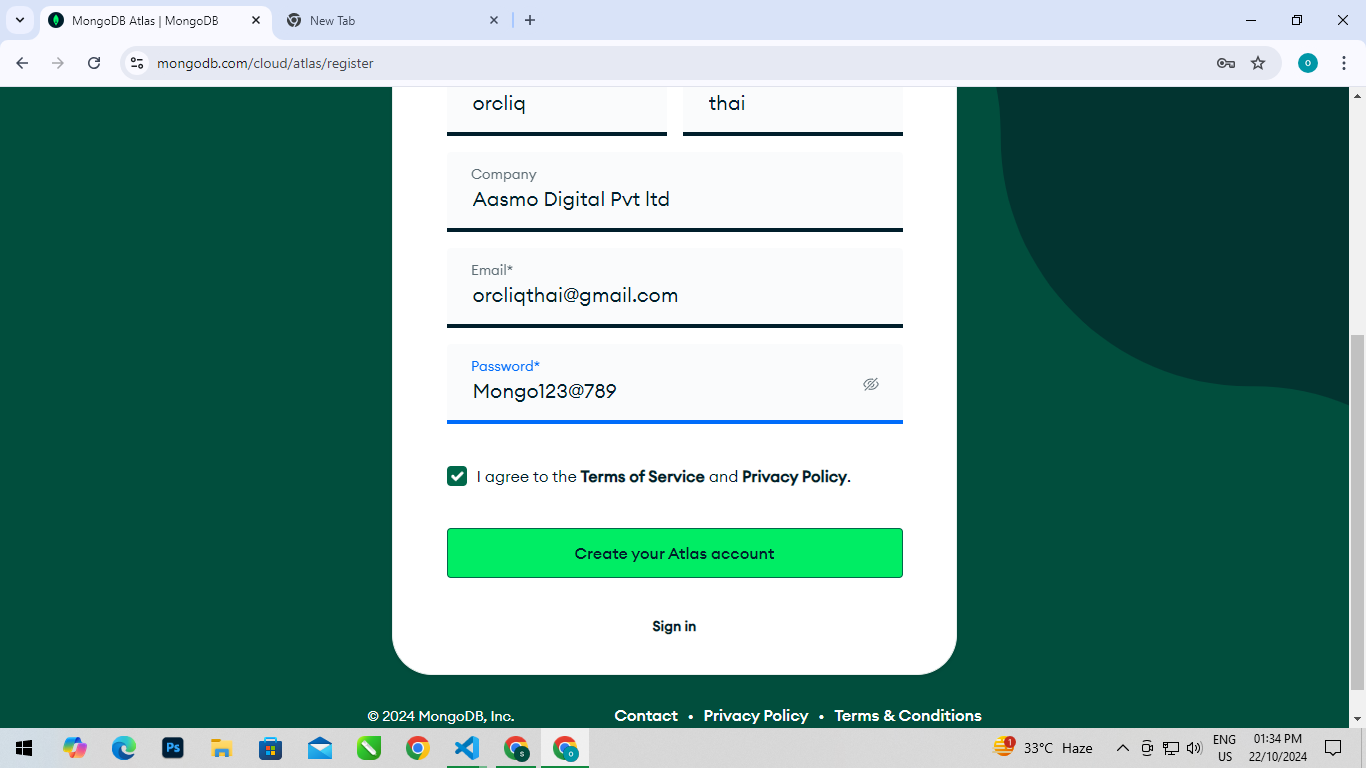 MongoDB Atlas | MongoDB
New Tab
mongodb.com/cloud/atlas/register
o
orcliq
thai
Company
Aasmo Digital Pvt ltd
Email*
orcliqthai@gmail.com
Password*
Mongo123@789
I agree to the Terms of Service and Privacy Policy.
Create your Atlas account
Sign in
© 2024 MongoDB, Inc.
Contact • Privacy Policy • Terms & Conditions
Ps
S
o
1
33°C Haze
ENG
US
01:34 PM
22/10/2024